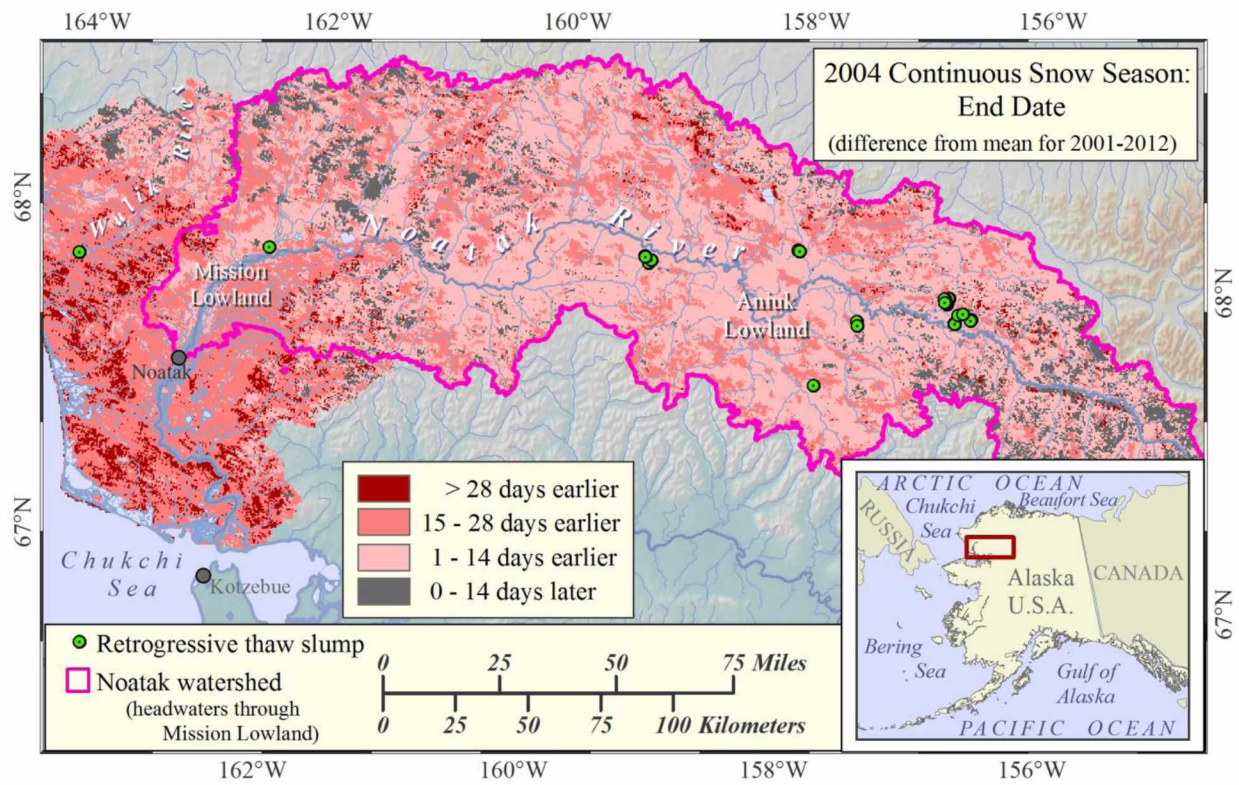 164°W
162°W
160°W
158°W
156°W
2004 Continuous Snow Season:
End Date
(difference from mean for 2001-2012)
68°N
68°N
Wulik River
Noatak River
Mission
Lowland
Aniuk
Lowland
Noatak
> 28 days earlier
15 - 28 days earlier
1 - 14 days earlier
0 - 14 days later
67°N
67°N
Chukchi
Sea
Kotzebue
ARCTIC OCEAN
Chukchi
Sea
Beaufort Sea
RUSSIA
Alaska
U.S.A.
CANADA
Bering
Sea
Gulf of
Alaska
PACIFIC OCEAN
Retrogressive thaw slump
Noatak watershed
(headwaters through
Mission Lowland)
0 25 50 75 Miles
0 25 50 75 100 Kilometers
162°W
160°W
158°W
156°W